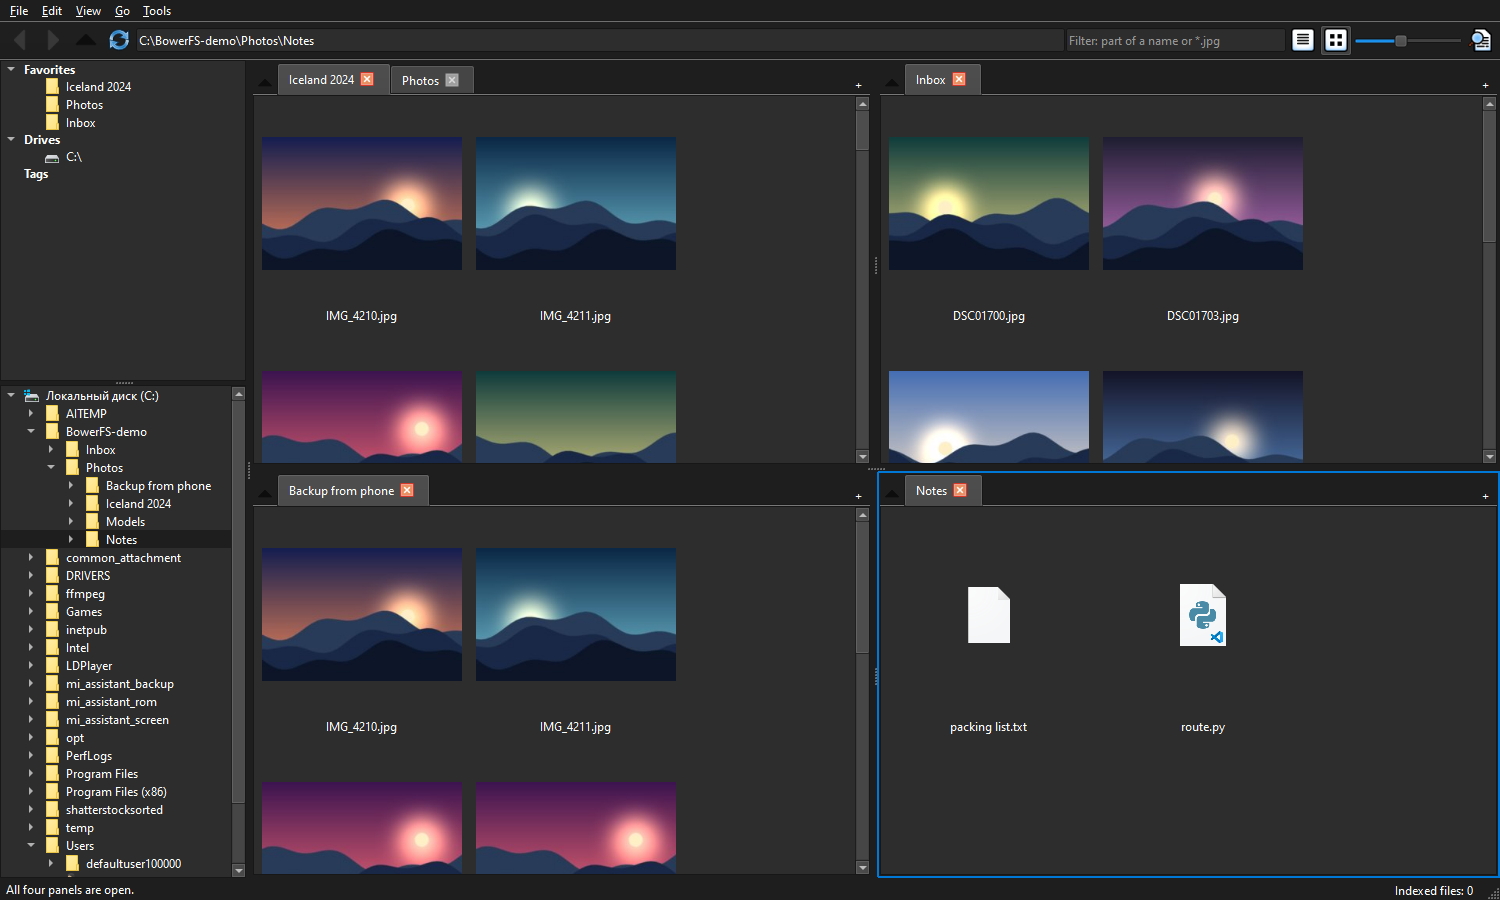 File Edit View Go Tools
C:\BowerFS-demo\Photos\Notes
Filter: part of a name or *.jpg
Favorites
Iceland 2024
Photos
Inbox
Drives
C:\
Tags
Локальный диск (C:)
AITEMP
BowerFS-demo
Inbox
Photos
Backup from phone
Iceland 2024
Models
Notes
common_attachment
DRIVERS
ffmpeg
Games
inetpub
Intel
LDPlayer
mi_assistant_backup
mi_assistant_rom
mi_assistant_screen
opt
PerfLogs
Program Files
Program Files (x86)
shatterstocksorted
temp
Users
defaultuser100000
Iceland 2024 Photos
IMG_4210.jpg IMG_4211.jpg
Inbox
DSC01700.jpg DSC01703.jpg
Backup from phone
IMG_4210.jpg IMG_4211.jpg
Notes
packing list.txt route.py
All four panels are open.
Indexed files: 0